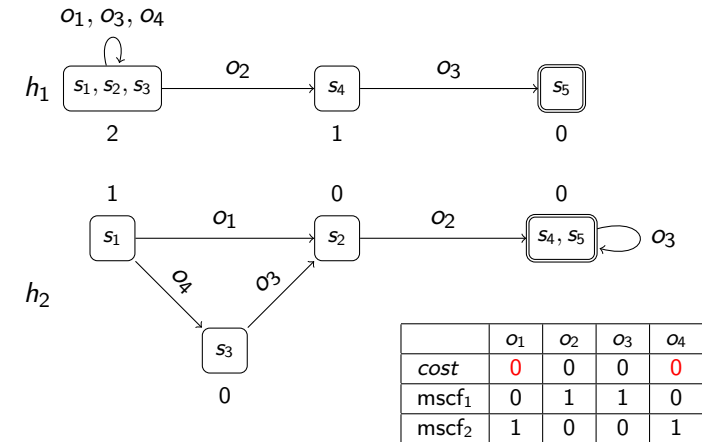 o₁, o₃, o₄
h₁ s₁, s₂, s₃ o₂ s₄ o₃ s₅
2 1 0
1 0 0
s₁ o₁ s₂ o₂ s₄, s₅ o₃
o₄ o₃
h₂
s₃
0
o₁ o₂ o₃ o₄
cost 0 0 0 0
mscf₁ 0 1 1 0
mscf₂ 1 0 0 1